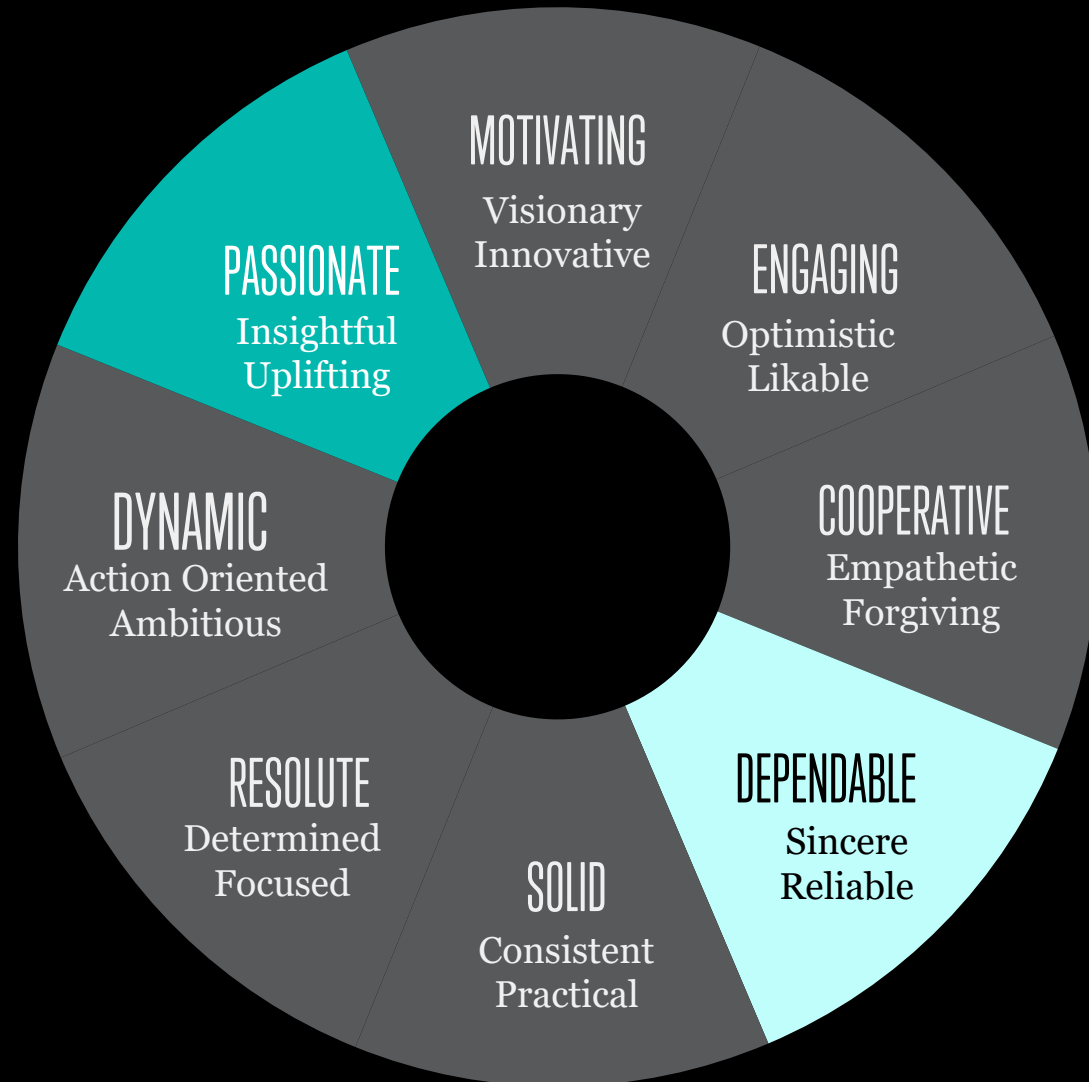 MOTIVATING
Visionary
Innovative
ENGAGING
Optimistic
Likable
COOPERATIVE
Empathetic
Forgiving
DEPENDABLE
Sincere
Reliable
SOLID
Consistent
Practical
RESOLUTE
Determined
Focused
DYNAMIC
Action Oriented
Ambitious
PASSIONATE
Insightful
Uplifting